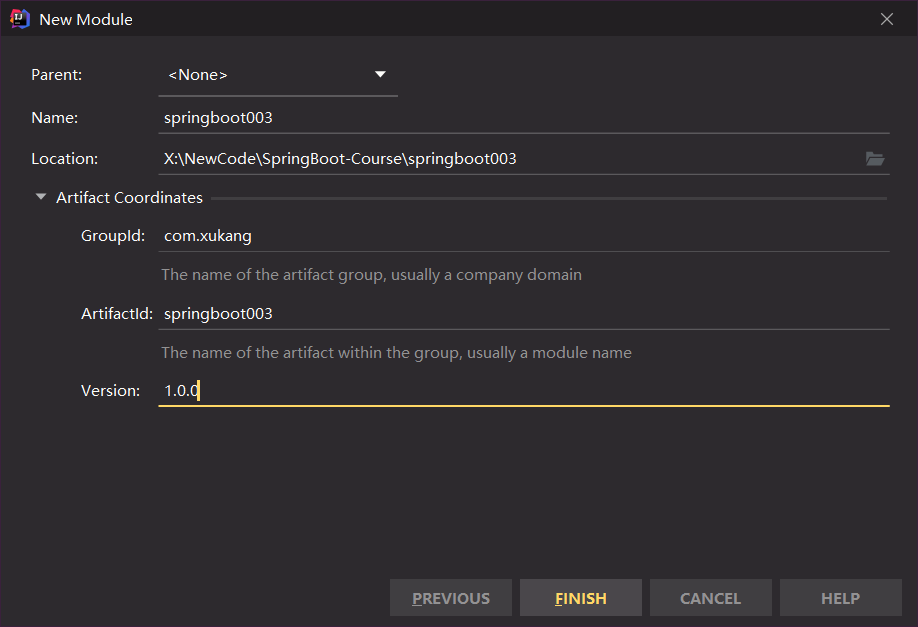 New Module
Parent: <None>
Name: springboot003
Location: X:\NewCode\SpringBoot-Course\springboot003
Artifact Coordinates
GroupId: com.xukang
The name of the artifact group, usually a company domain
ArtifactId: springboot003
The name of the artifact within the group, usually a module name
Version: 1.0.0
PREVIOUS FINISH CANCEL HELP